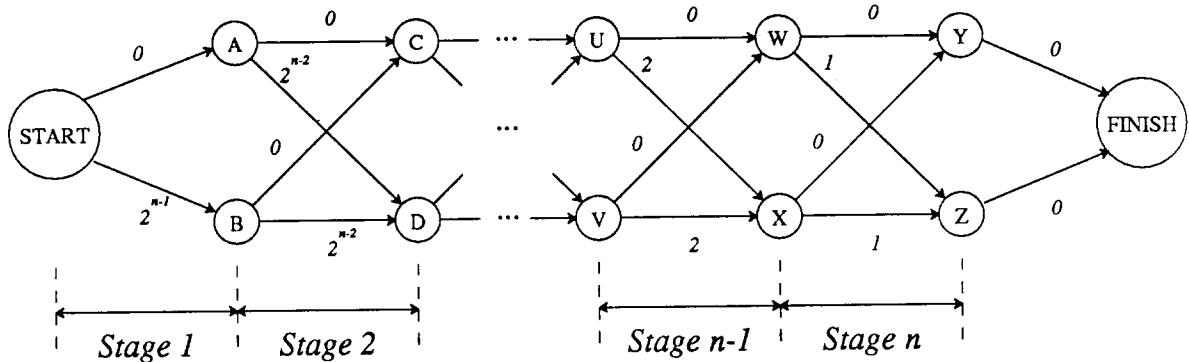 0 0 0
A C ... U W Y
0 2^{n-2} 2 1 0
START ... FINISH
0 0 0
2^{n-1} 0
B D ... V X Z
2^{n-2} 2 1
Stage 1 Stage 2 Stage n-1 Stage n